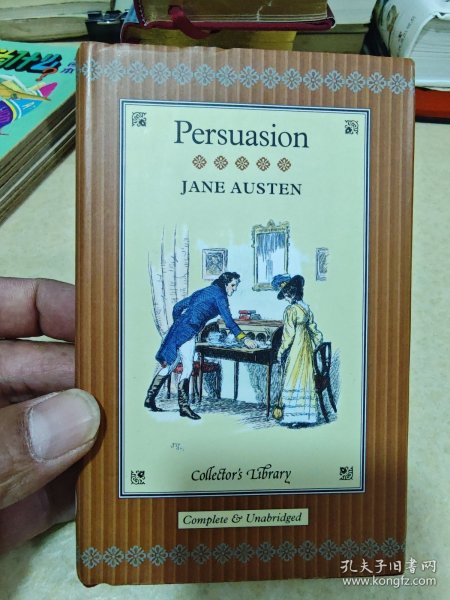 Persuasion
JANE AUSTEN
Collector's Library
Complete & Unabridged
孔夫子旧书网
www.kongfz.com